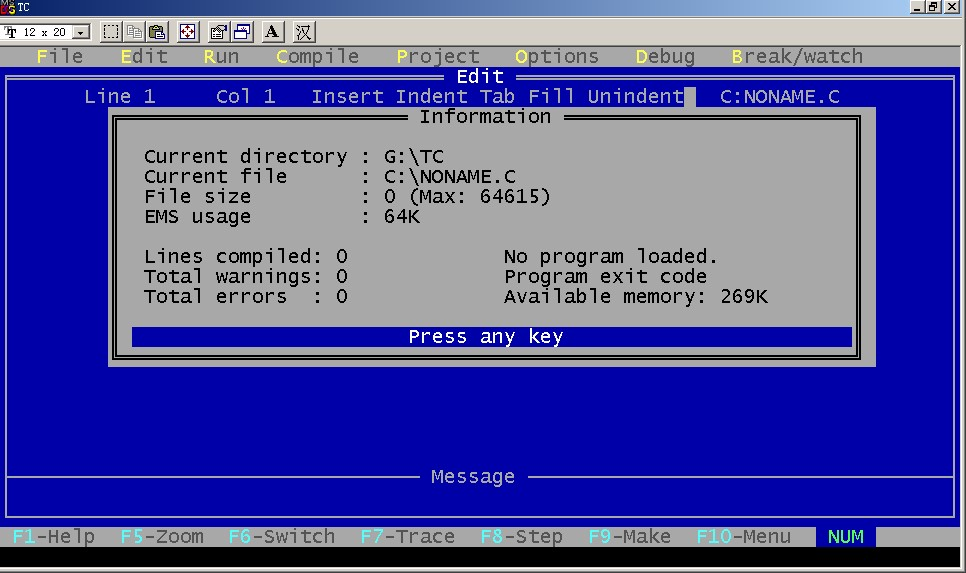 TC
12 x 20 A 汉
File Edit Run Compile Project Options Debug Break/watch
Edit
Line 1 Col 1 Insert Indent Tab Fill Unindent C:NONAME.C
Information
Current directory : G:\TC
Current file : C:\NONAME.C
File size : 0 (Max: 64615)
EMS usage : 64K
Lines compiled: 0 No program loaded.
Total warnings: 0 Program exit code
Total errors : 0 Available memory: 269K
Press any key
Message
F1-Help F5-Zoom F6-Switch F7-Trace F8-Step F9-Make F10-Menu NUM